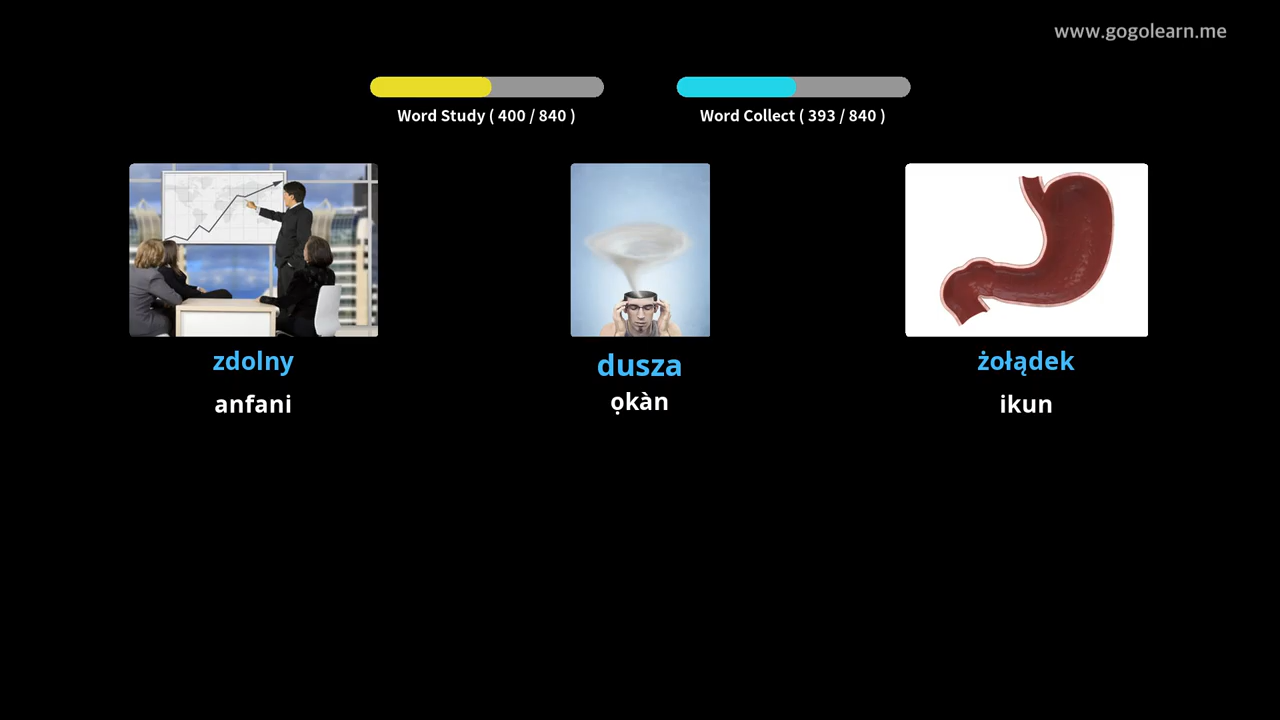 www.gogolearn.me
Word Study ( 400 / 840 )
Word Collect ( 393 / 840 )
zdolny
dusza
żołądek
anfani
ọkàn
ikun